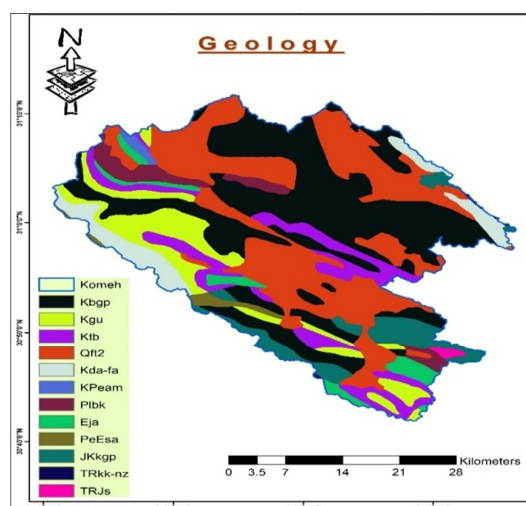 N
Geology
Komeh
Kbgp
Kgu
Ktb
Qft2
Kda-fa
KPeam
Plbk
Eja
PeEsa
JKkgp
TRkk-nz
TRJs
Kilometers
0 3.5 7 14 21 28